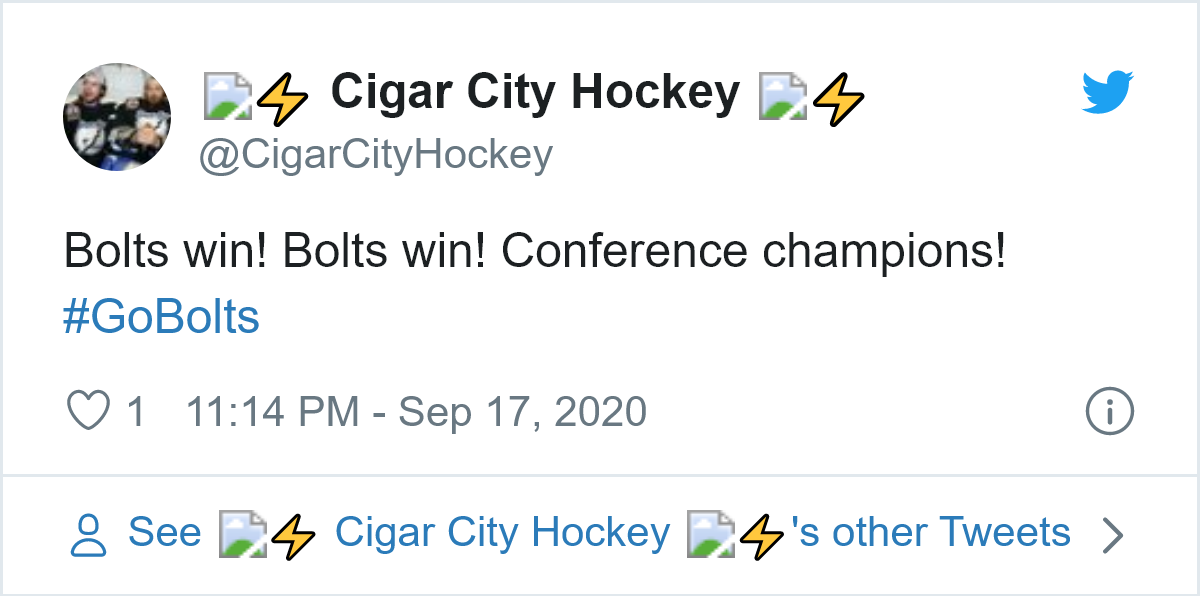 ⚡ Cigar City Hockey ⚡
@CigarCityHockey
Bolts win! Bolts win! Conference champions!
#GoBolts
1 11:14 PM - Sep 17, 2020
See ⚡ Cigar City Hockey ⚡'s other Tweets